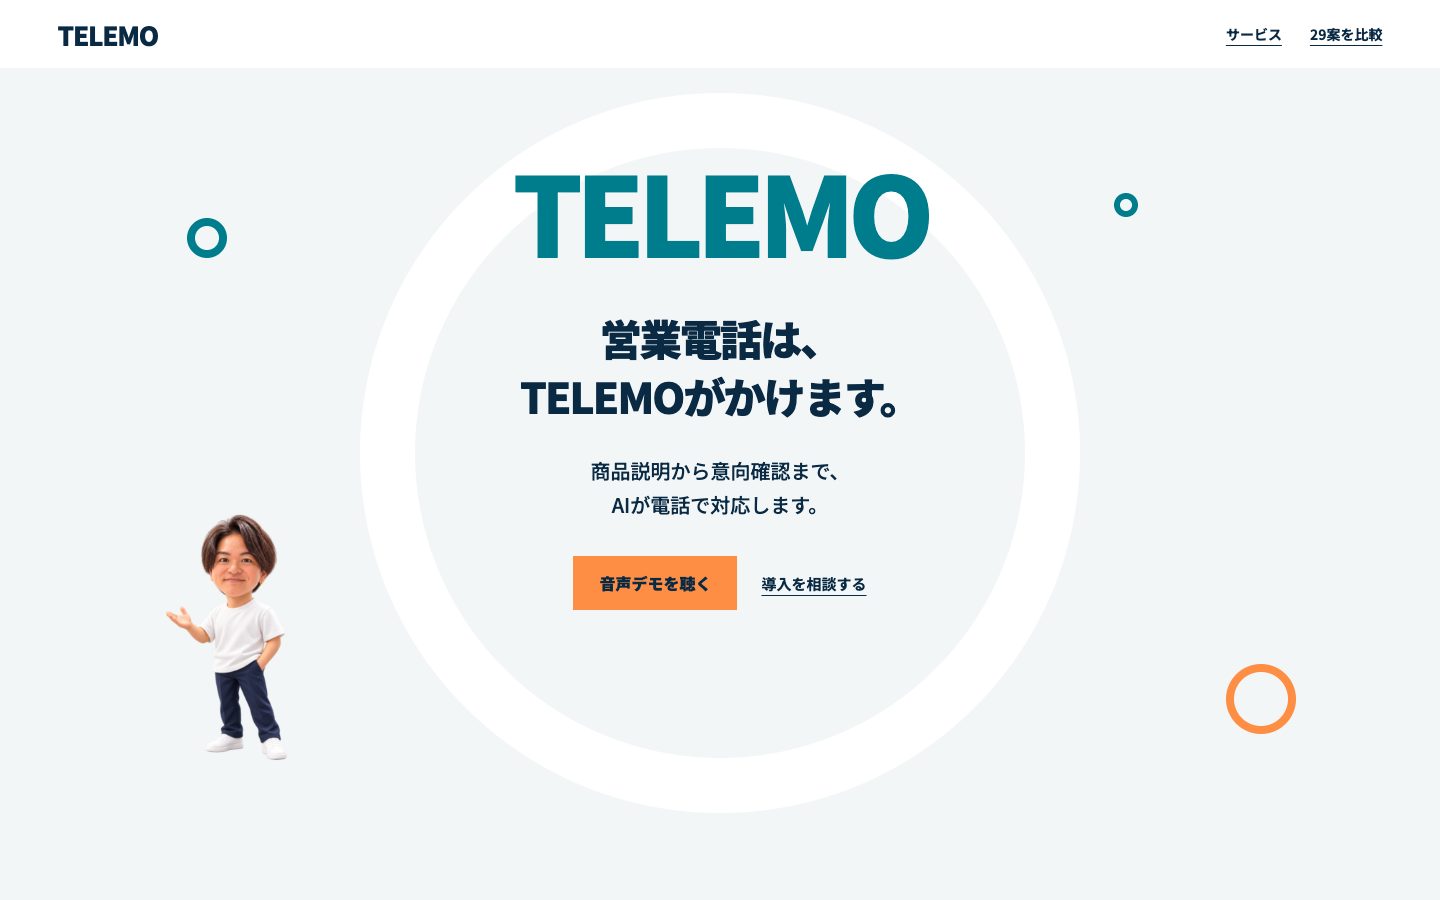 TELEMO
サービス
29案を比較
TELEMO
営業電話は、
TELEMOがかけます。
商品説明から意向確認まで、
AIが電話で対応します。
音声デモを聴く
導入を相談する